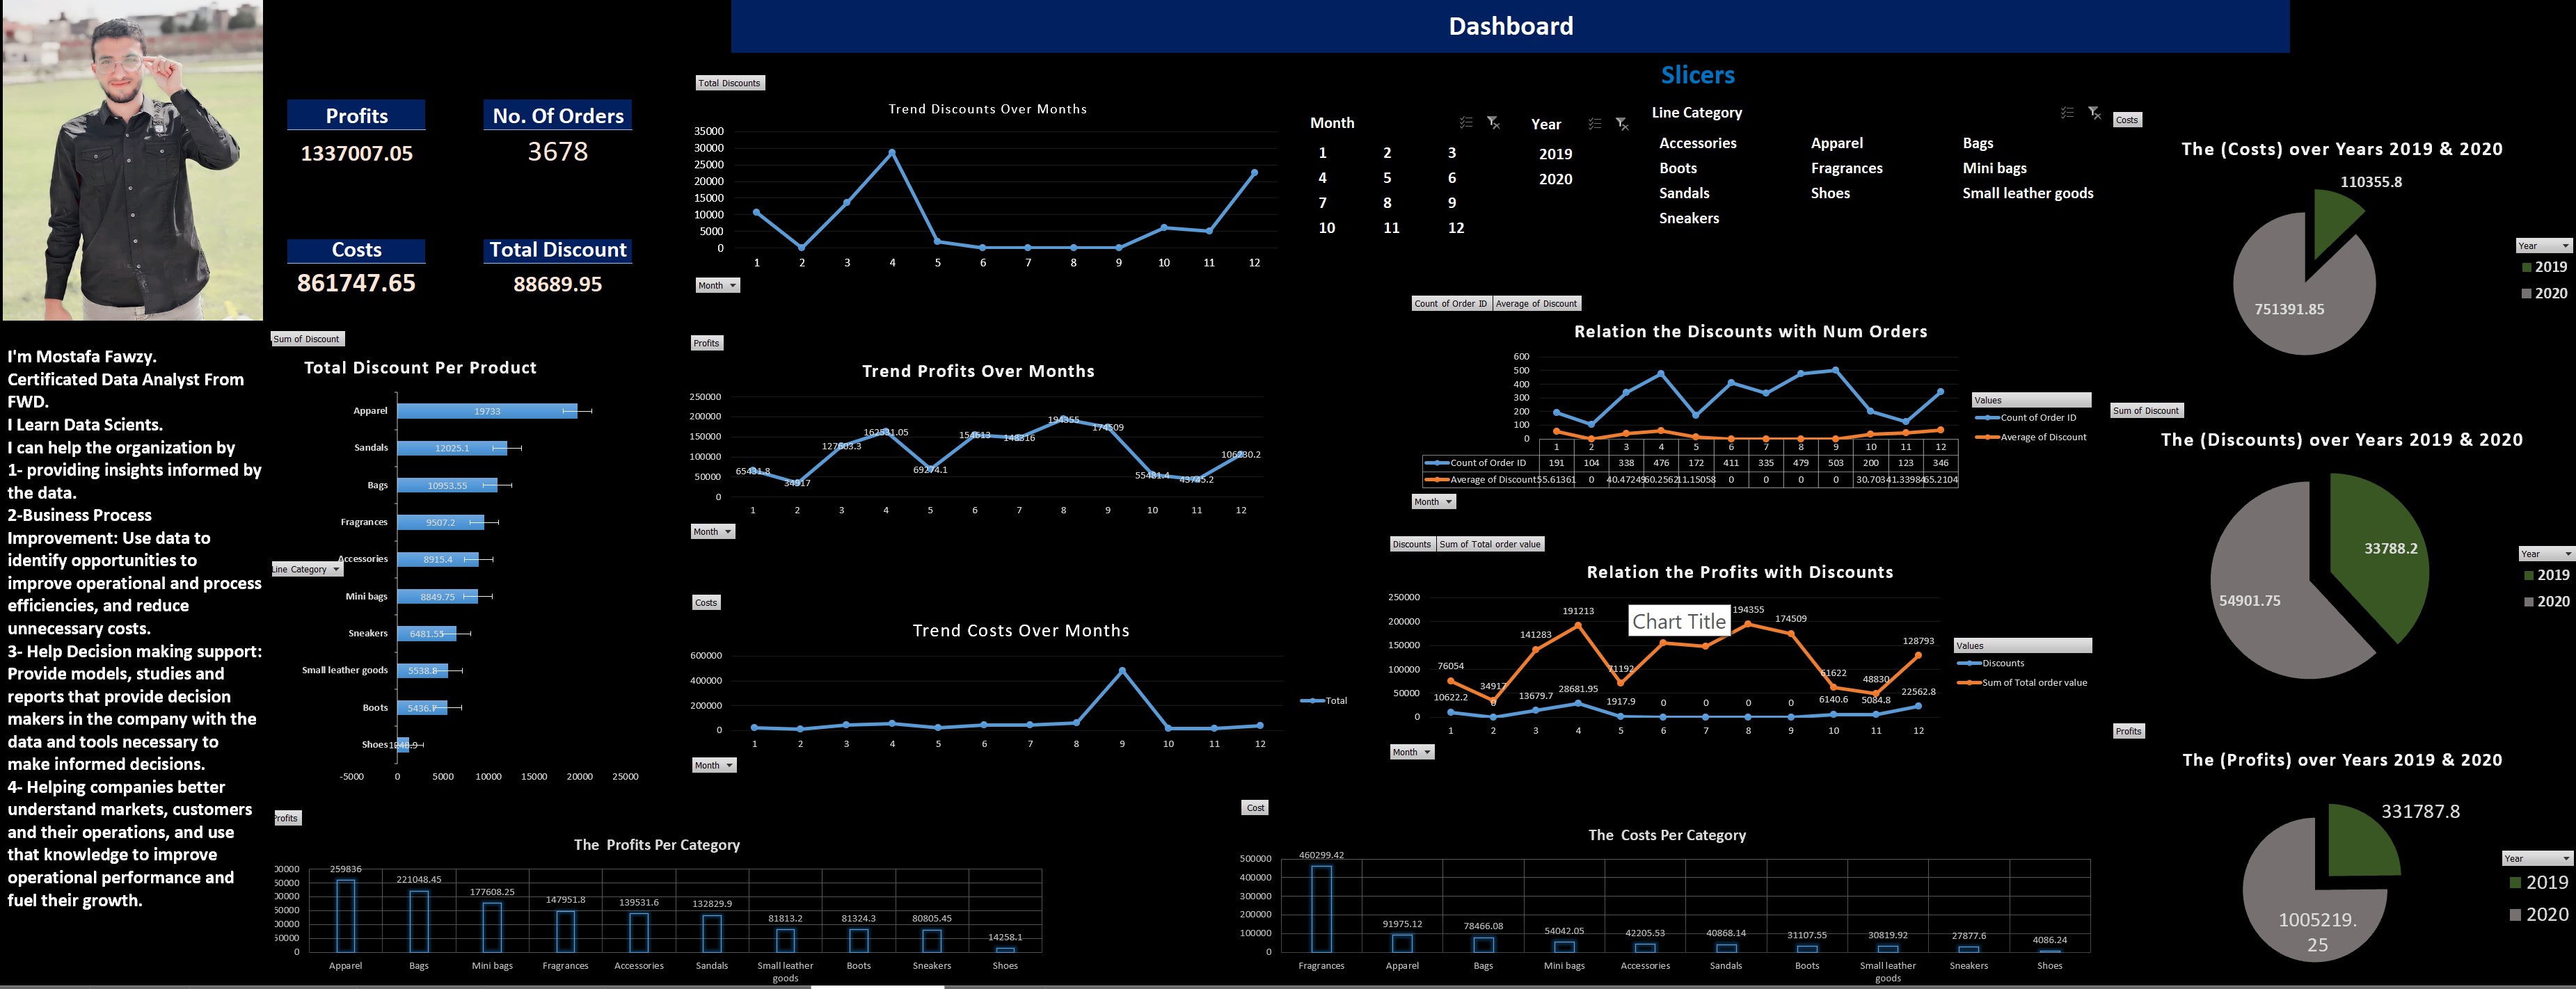 Dashboard
Profits
1337007.05
No. Of Orders
3678
Costs
861747.65
Total Discount
88689.95
I'm Mostafa Fawzy.
Certificated Data Analyst From
FWD.
I Learn Data Scients.
I can help the organization by
1- providing insights informed by
the data.
2-Business Process
Improvement: Use data to
identify opportunities to
improve operational and process
efficiencies, and reduce
unnecessary costs.
3- Help Decision making support:
Provide models, studies and
reports that provide decision
makers in the company with the
data and tools necessary to
make informed decisions.
4- Helping companies better
understand markets, customers
and their operations, and use
that knowledge to improve
operational performance and
fuel their growth.
Sum of Discount
Total Discount Per Product
Apparel 19733
Sandals 12025.1
Bags 10953.55
Fragrances 9507.2
Accessories 8915.4
Line Category
Mini bags 8849.75
Sneakers 6481.55
Small leather goods 5538.8
Boots
Shoes
-5000 0 5000 10000 15000 20000 25000
Total Discounts
Trend Discounts Over Months
35000
30000
25000
20000
15000
10000
5000
0
1 2 3 4 5 6 7 8 9 10 11 12
Month
Profits
Trend Profits Over Months
250000
200000
150000
100000
50000
0
65431.8 34917 127603.3 162531.05 69274.1 154613 148316 194355 174509 55481.4 43745.2 106230.2
1 2 3 4 5 6 7 8 9 10 11 12
Month
Costs
Trend Costs Over Months
600000
400000
200000
0
1 2 3 4 5 6 7 8 9 10 11 12
Total
Month
Slicers
Month
1 2 3
4 5 6
7 8 9
10 11 12
Year
2019
2020
Line Category
Accessories Apparel Bags
Boots Fragrances Mini bags
Sandals Shoes Small leather goods
Sneakers
Count of Order ID Average of Discount
Relation the Discounts with Num Orders
600
500
400
300
200
100
0
1 2 3 4 5 6 7 8 9 10 11 12
Count of Order ID 191 104 338 476 172 411 335 479 503 200 123 346
Average of Discount 55.61361 0 40.47249 60.2562 11.15058 0 0 0 0 30.703 41.33984 65.2104
Values
Count of Order ID
Average of Discount
Month
Discounts Sum of Total order value
Relation the Profits with Discounts
250000
200000
150000
100000
50000
0
Chart Title
76054 34917 141283 191213 71192 194355 174509 61622 48830 128793
10622.2 0 13679.7 28681.95 1917.9 0 0 0 0 6140.6 5084.8 22562.8
1 2 3 4 5 6 7 8 9 10 11 12
Values
Discounts
Sum of Total order value
Month
Costs
The (Costs) over Years 2019 & 2020
110355.8
751391.85
Year
2019
2020
Sum of Discount
The (Discounts) over Years 2019 & 2020
33788.2
54901.75
Year
2019
2020
Profits
The (Profits) over Years 2019 & 2020
331787.8
1005219.
25
Year
2019
2020
Profits
The Profits Per Category
259836 221048.45 177608.25 147951.8 139531.6 132829.9 81813.2 81324.3 80805.45 14258.1
0
Apparel Bags Mini bags Fragrances Accessories Sandals Small leather goods Boots Sneakers Shoes
Cost
The Costs Per Category
500000
400000
300000
200000
100000
0
460299.42 91975.12 78466.08 54042.05 42205.53 40868.14 31107.55 30819.92 27877.6 4086.24
Fragrances Apparel Bags Mini bags Accessories Sandals Boots Small leather goods Sneakers Shoes